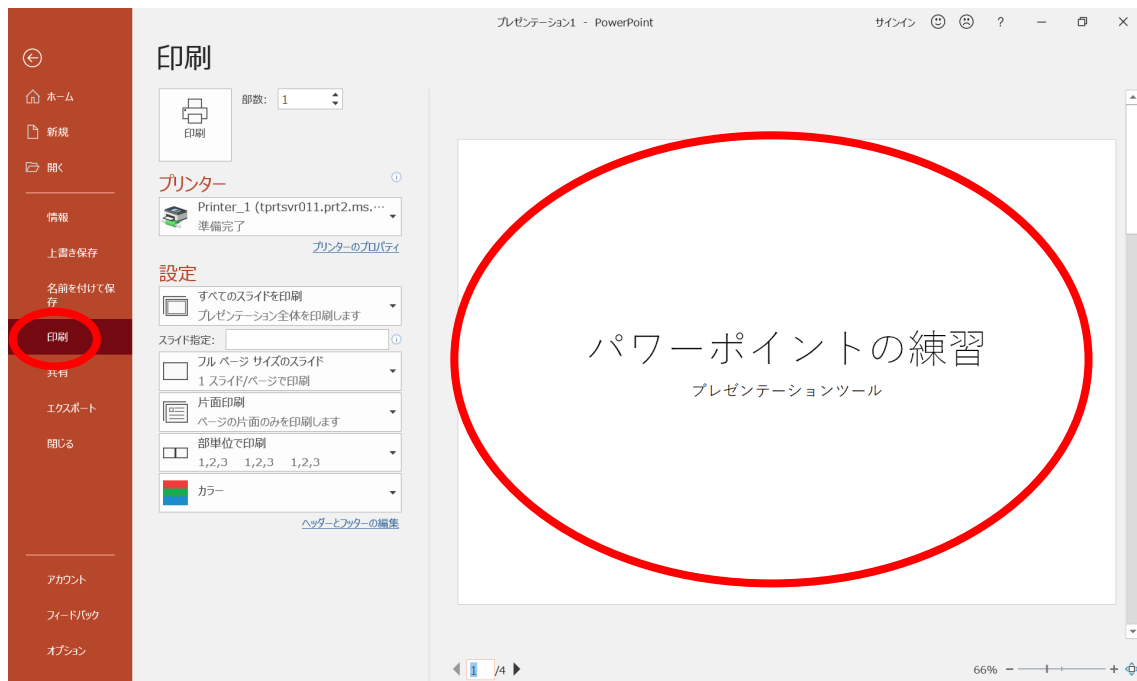 プレゼンテーション1 - PowerPoint
サインイン
?
印刷
ホーム
新規
開く
情報
上書き保存
名前を付けて保
存
印刷
共有
エクスポート
閉じる
アカウント
フィードバック
オプション
印刷
部数: 1
プリンター
Printer_1 (tprtsvr011.prt2.ms.…
準備完了
プリンターのプロパティ
設定
すべてのスライドを印刷
プレゼンテーション全体を印刷します
スライド指定:
フル ページ サイズのスライド
1 スライド/ページで印刷
片面印刷
ページの片面のみを印刷します
部単位で印刷
1,2,3 1,2,3 1,2,3
カラー
ヘッダーとフッターの編集
パワーポイントの練習
プレゼンテーションツール
1 /4
66%